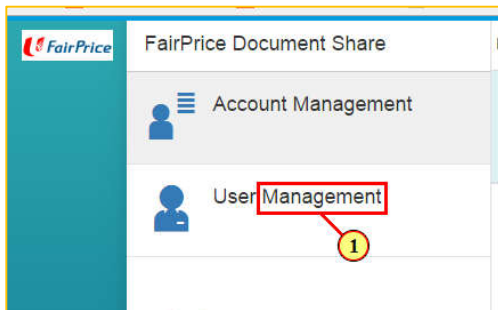 FairPrice
FairPrice Document Share
Account Management
User Management
1